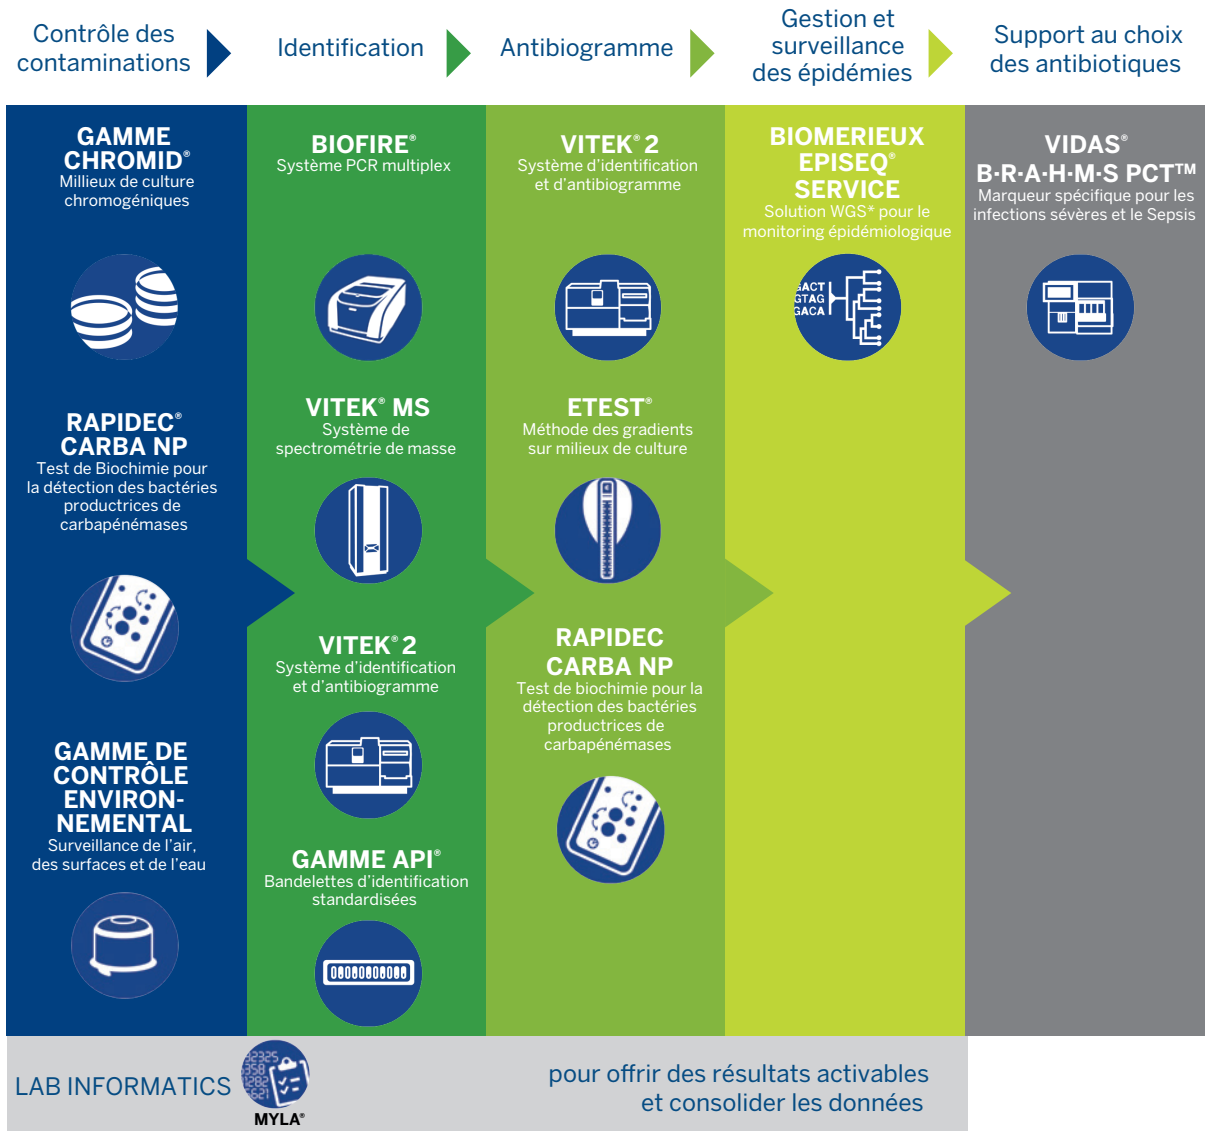 Contrôle des
contaminations
Identification
Antibiogramme
Gestion et
surveillance
des épidémies
Support au choix
des antibiotiques
GAMME
CHROMID®
Millieux de culture
chromogéniques
RAPIDEC®
CARBA NP
Test de Biochimie pour
la détection des bactéries
productrices de
carbapénémases
GAMME DE
CONTRÔLE
ENVIRON-
NEMENTAL
Surveillance de l'air,
des surfaces et de l'eau
BIOFIRE®
Système PCR multiplex
VITEK® MS
Système de
spectrométrie de masse
VITEK® 2
Système d'identification
et d'antibiogramme
GAMME API®
Bandelettes d'identification
standardisées
VITEK® 2
Système d'identification
et d'antibiogramme
ETEST®
Méthode des gradients
sur milieux de culture
RAPIDEC
CARBA NP
Test de biochimie pour la
détection des bactéries
productrices de
carbapénémases
BIOMERIEUX
EPISEQ®
SERVICE
Solution WGS* pour le
monitoring épidémiologique
GACT
GTAG
GACA
VIDAS®
B·R·A·H·M·S PCT™
Marqueur spécifique pour les
infections sévères et le Sepsis
LAB INFORMATICS
MYLA®
pour offrir des résultats activables
et consolider les données